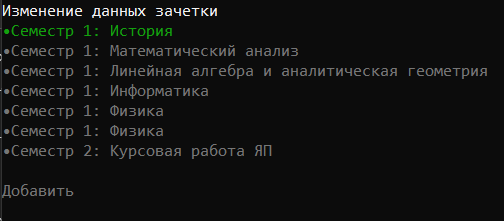 Изменение данных зачетки
•Семестр 1: История
•Семестр 1: Математический анализ
•Семестр 1: Линейная алгебра и аналитическая геометрия
•Семестр 1: Информатика
•Семестр 1: Физика
•Семестр 1: Физика
•Семестр 2: Курсовая работа ЯП
Добавить